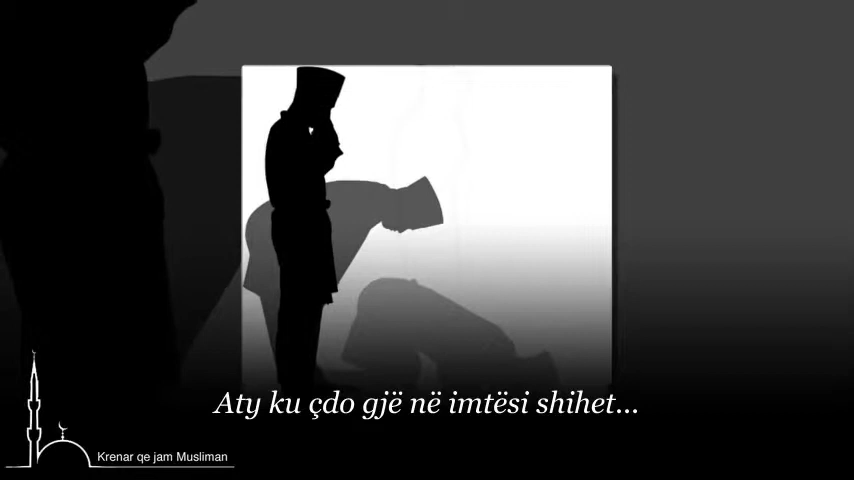 Aty ku çdo gjë në imtësi shihet...
Krenar qe jam Musliman